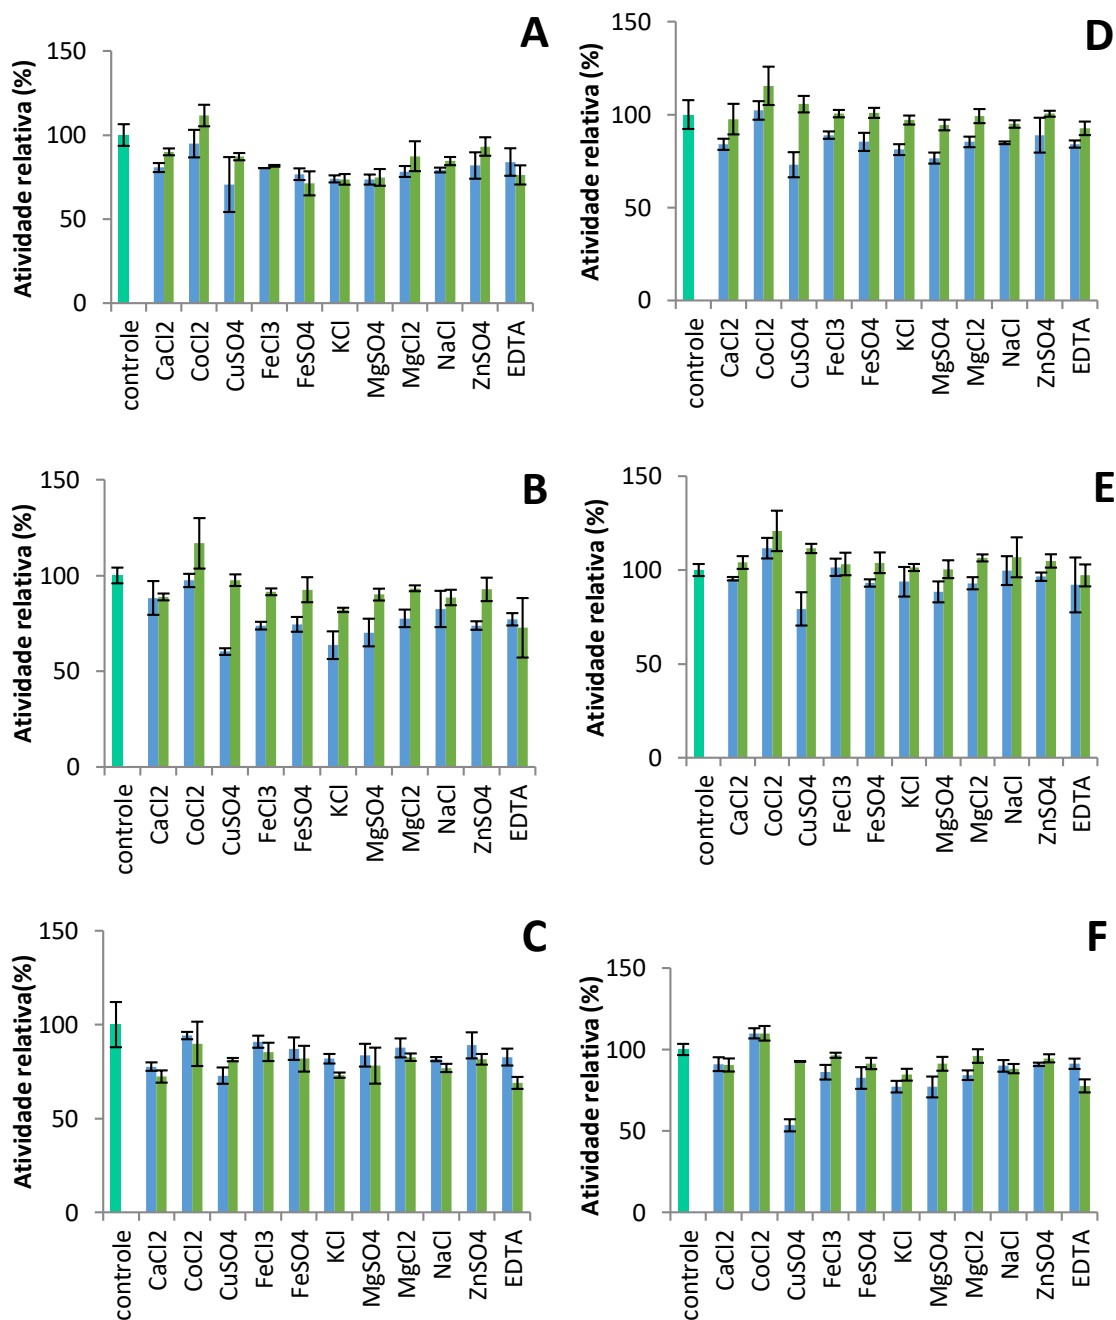 A
Atividade relativa (%)
150
100
50
0
controle
CaCl2
CoCl2
CuSO4
FeCl3
FeSO4
KCl
MgSO4
MgCl2
NaCl
ZnSO4
EDTA
D
Atividade relativa (%)
150
100
50
0
controle
CaCl2
CoCl2
CuSO4
FeCl3
FeSO4
KCl
MgSO4
MgCl2
NaCl
ZnSO4
EDTA
B
Atividade relativa (%)
150
100
50
0
controle
CaCl2
CoCl2
CuSO4
FeCl3
FeSO4
KCl
MgSO4
MgCl2
NaCl
ZnSO4
EDTA
E
Atividade relativa (%)
150
100
50
0
controle
CaCl2
CoCl2
CuSO4
FeCl3
FeSO4
KCl
MgSO4
MgCl2
NaCl
ZnSO4
EDTA
C
Atividade relativa(%)
150
100
50
0
controle
CaCl2
CoCl2
CuSO4
FeCl3
FeSO4
KCl
MgSO4
MgCl2
NaCl
ZnSO4
EDTA
F
Atividade relativa (%)
150
100
50
0
controle
CaCl2
CoCl2
CuSO4
FeCl3
FeSO4
KCl
MgSO4
MgCl2
NaCl
ZnSO4
EDTA